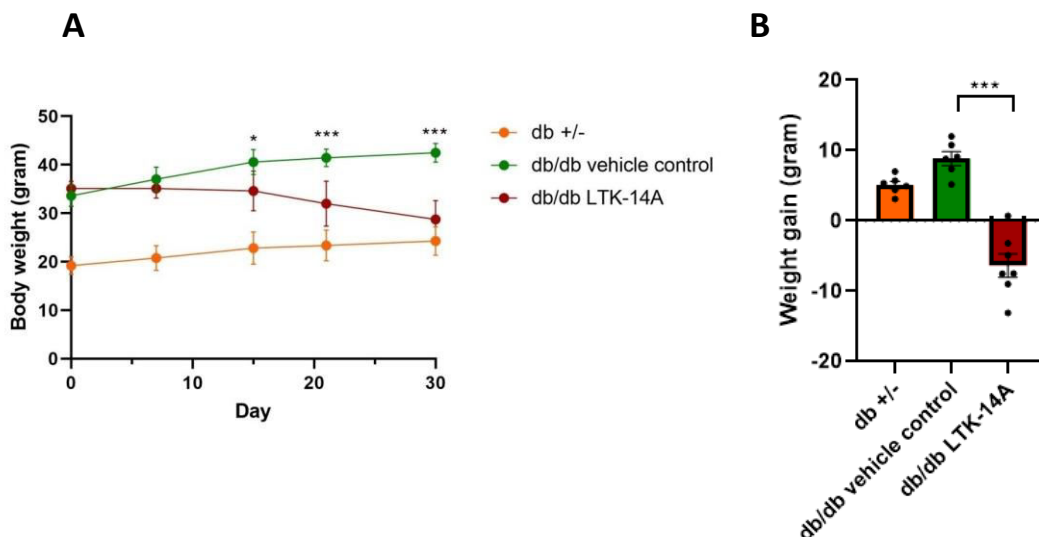 A
B
Body weight (gram)
50
40
30
20
10
0
0
10
20
30
Day
*
***
***
db +/-
db/db vehicle control
db/db LTK-14A
Weight gain (gram)
20
10
0
-10
-20
***
db +/-
db/db vehicle control
db/db LTK-14A